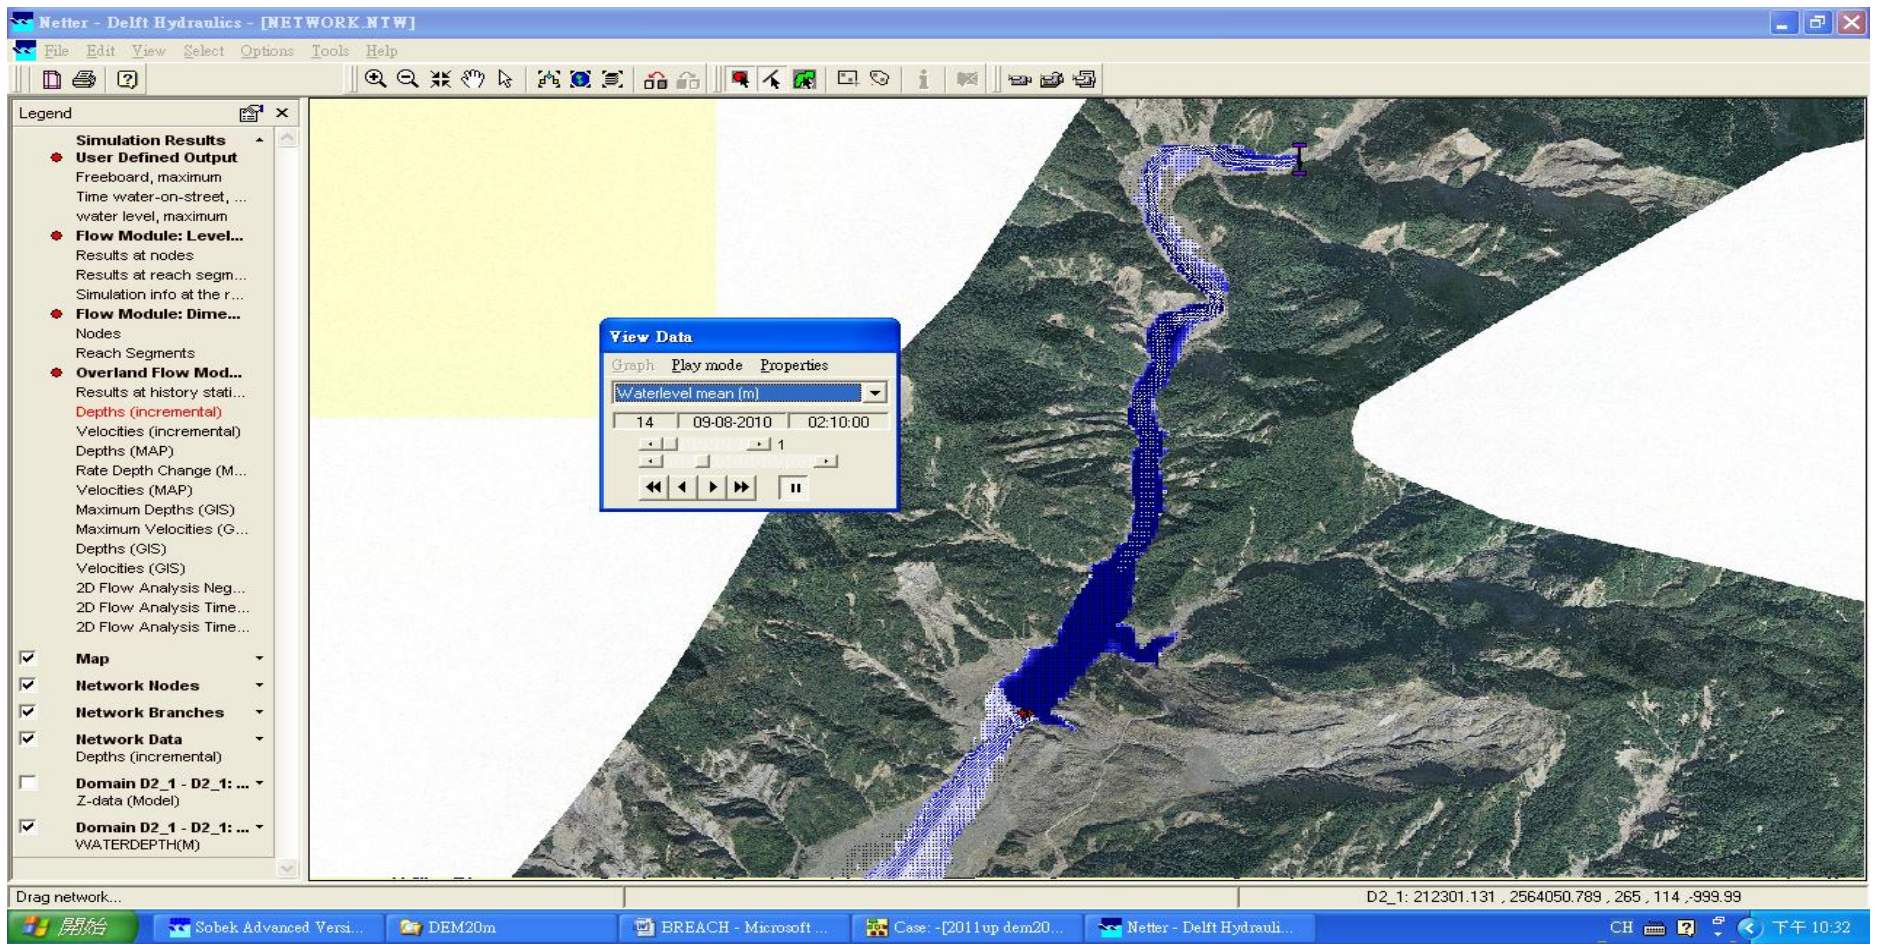 Netter - Delft Hydraulics - [NETWORK.NTW]
File Edit View Select Options Tools Help
Legend
Simulation Results
User Defined Output
Freeboard, maximum
Time water-on-street, ...
water level, maximum
Flow Module: Level...
Results at nodes
Results at reach segm...
Simulation info at the r...
Flow Module: Dime...
Nodes
Reach Segments
Overland Flow Mod...
Results at history stati...
Depths (incremental)
Velocities (incremental)
Depths (MAP)
Rate Depth Change (M...
Velocities (MAP)
Maximum Depths (GIS)
Maximum Velocities (G...
Depths (GIS)
Velocities (GIS)
2D Flow Analysis Neg...
2D Flow Analysis Time...
2D Flow Analysis Time...
Map
Network Nodes
Network Branches
Network Data
Depths (incremental)
Domain D2_1 - D2_1: ...
Z-data (Model)
Domain D2_1 - D2_1: ...
WATERDEPTH(M)
View Data
Graph Play mode Properties
Waterlevel mean (m)
14 09-08-2010 02:10:00
1
Drag network...
D2_1: 212301.131 , 2564050.789 , 265 , 114 ,-999.99
開始 Sobek Advanced Versi... DEM20m BREACH - Microsoft ... Case: -[2011up dem20... Netter - Delft Hydrauli... CH 下午 10:32